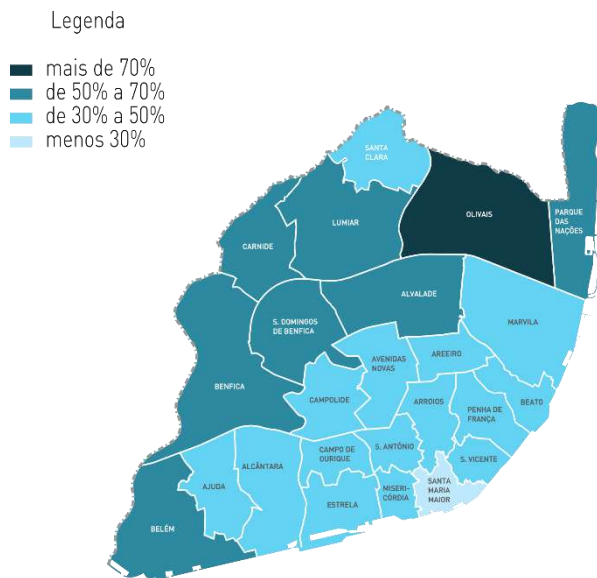 Legenda
mais de 70%
de 50% a 70%
de 30% a 50%
menos 30%
SANTA
CLARA
OLIVAIS
PARQUE
DAS
NAÇÕES
LUMIAR
CARNIDE
ALVALADE
S. DOMINGOS
DE BENFICA
MARVILA
AVENIDAS
NOVAS
AREEIRO
BENFICA
CAMPOLIDE
ARROIOS
PENHA DE
FRANÇA
BEATO
CAMPO DE
OURIQUE
S. ANTÓNIO
S. VICENTE
ALCÂNTARA
AJUDA
ESTRELA
MISERI-
CÓRDIA
SANTA
MARIA
MAIOR
BELÉM